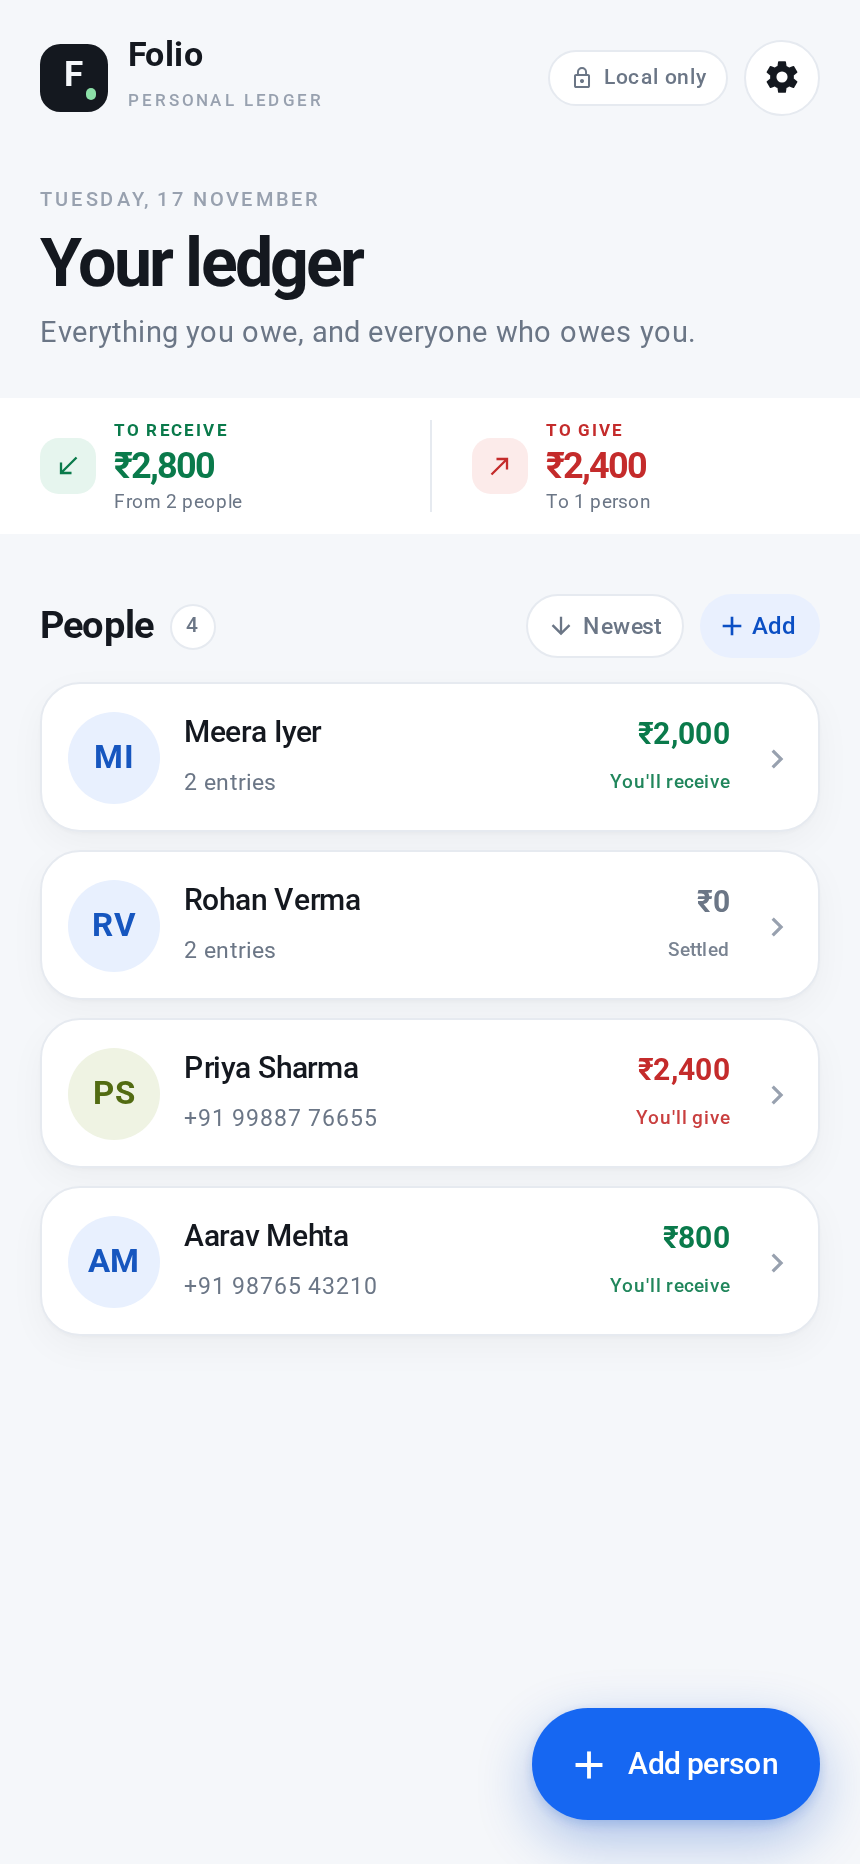 F
Folio
PERSONAL LEDGER
Local only
TUESDAY, 17 NOVEMBER
Your ledger
Everything you owe, and everyone who owes you.
TO RECEIVE
₹2,800
From 2 people
TO GIVE
₹2,400
To 1 person
People 4
Newest
Add
MI
Meera Iyer
2 entries
₹2,000
You'll receive
RV
Rohan Verma
2 entries
₹0
Settled
PS
Priya Sharma
+91 99887 76655
₹2,400
You'll give
AM
Aarav Mehta
+91 98765 43210
₹800
You'll receive
Add person